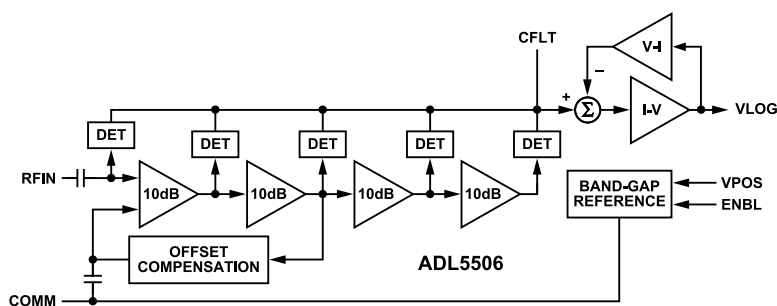 CFLT
V-I
–
+
Σ
I-V
VLOG
DET
DET
DET
DET
DET
RFIN
10dB
10dB
10dB
10dB
BAND-GAP
REFERENCE
VPOS
ENBL
OFFSET
COMPENSATION
ADL5506
COMM